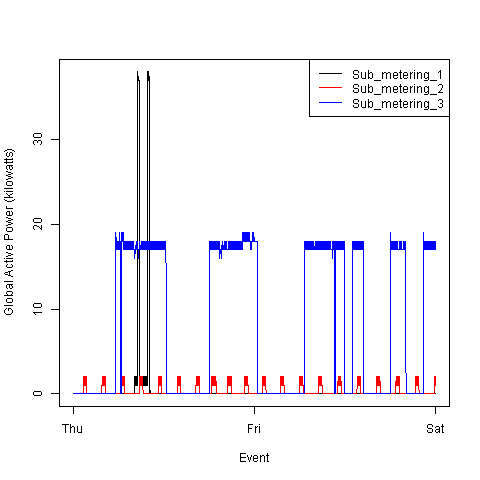 Sub_metering_1
Sub_metering_2
Sub_metering_3
Global Active Power (kilowatts)
30
20
10
0
Thu Fri Sat
Event